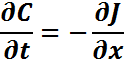 ∂C/∂t = −∂J/∂x